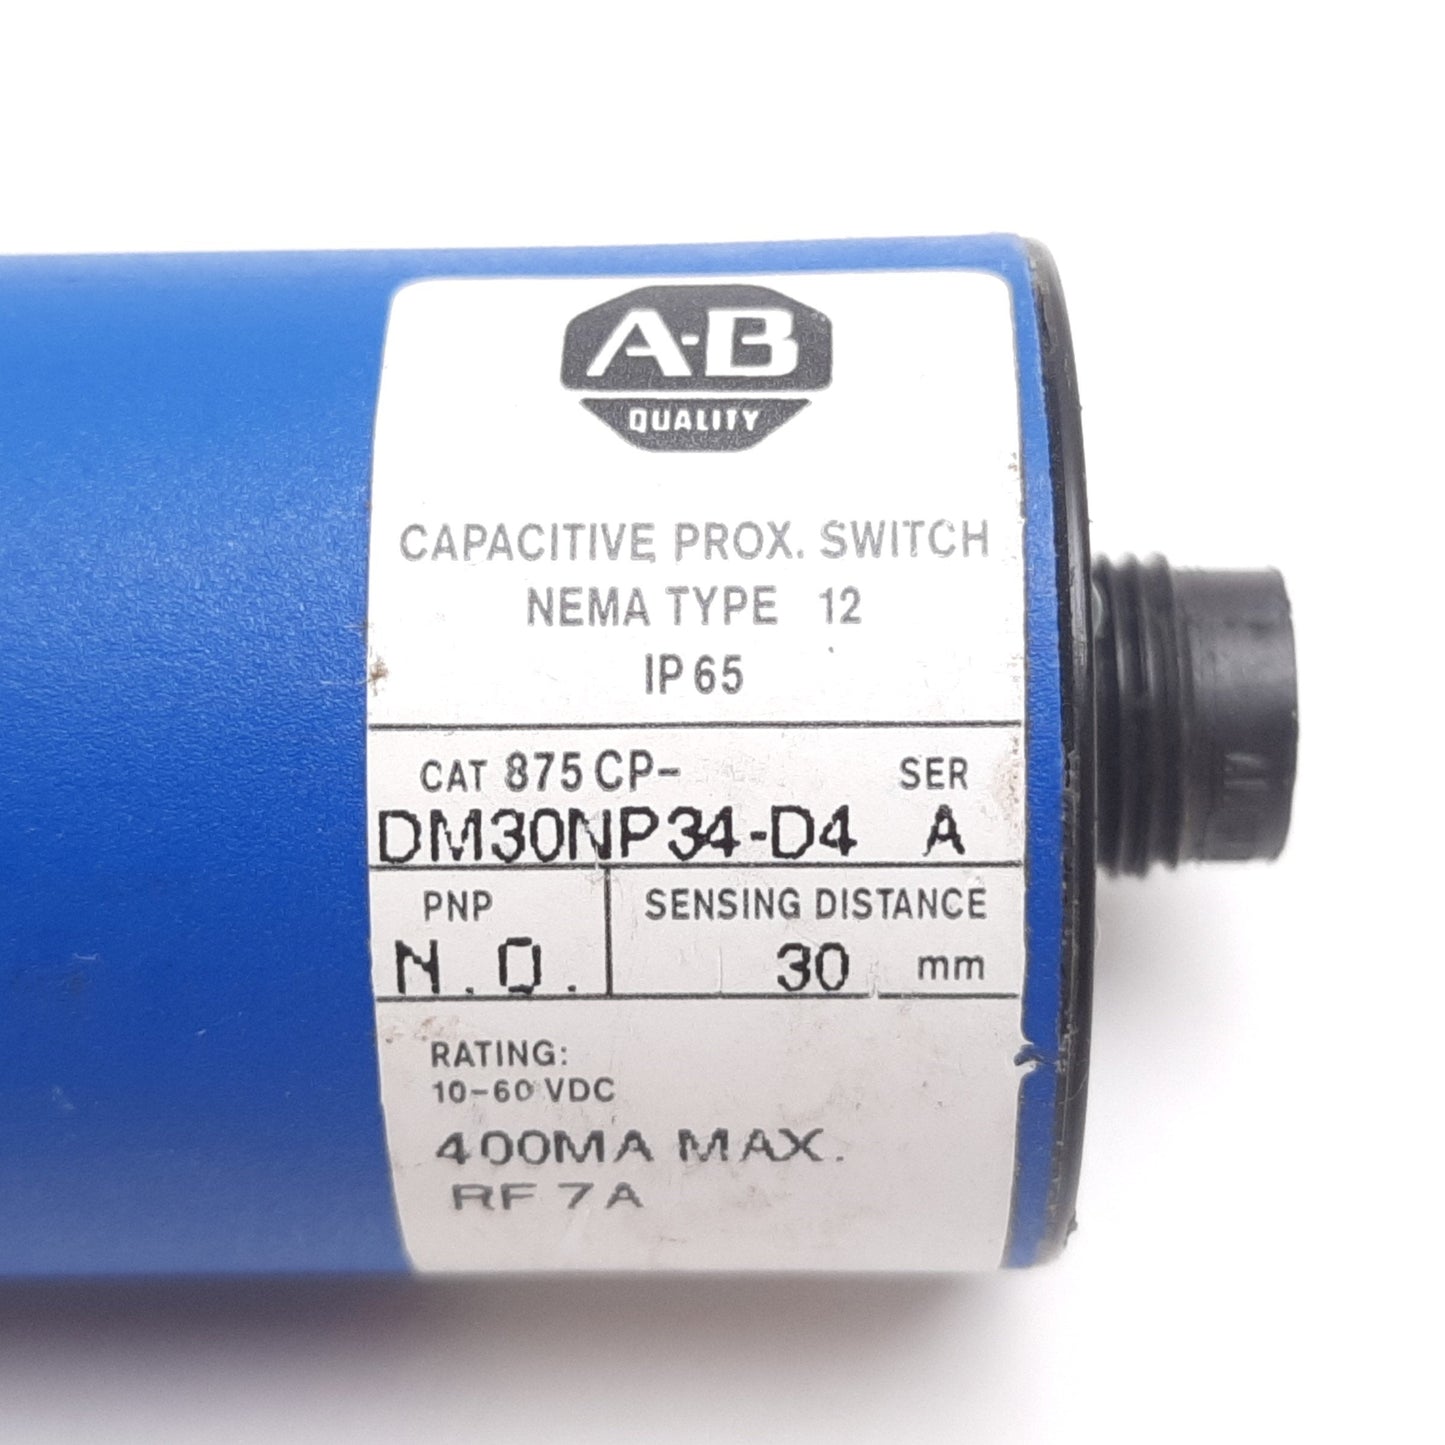 A-B
QUALITY
CAPACITIVE PROX. SWITCH
NEMA TYPE 12
IP 65
CAT 875 CP- SER
DM30NP34-D4 A
PNP SENSING DISTANCE
N.O. 30 mm
RATING:
10-60 VDC
400MA MAX.
RF 7A